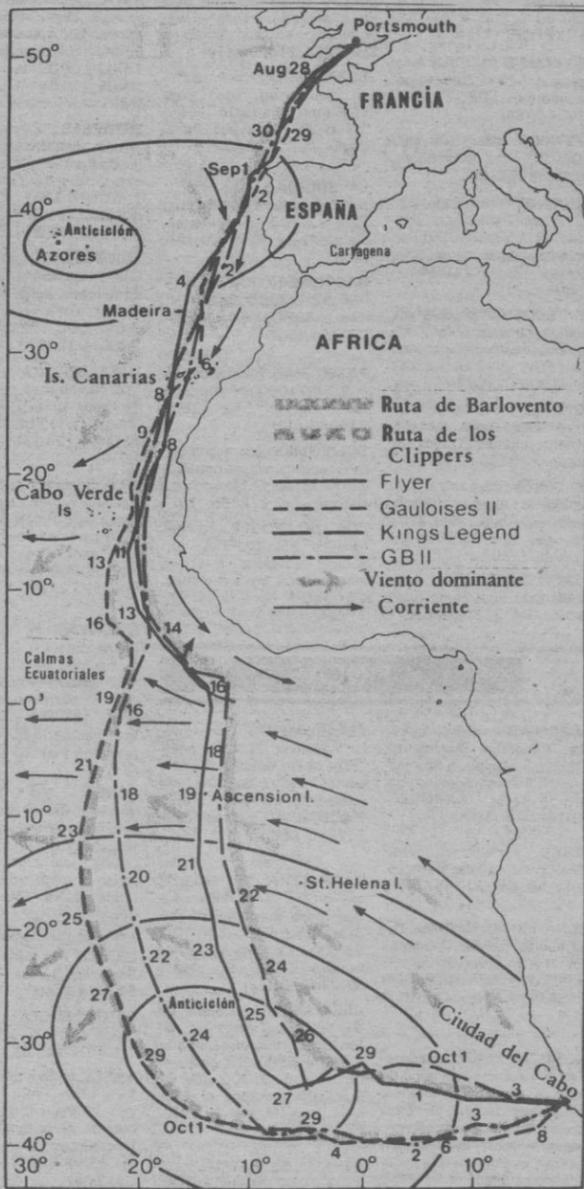 Portsmouth
50°
Aug 28
FRANCÍA
30
29
Sep1
2
ESPAÑA
40°
Anticiclón
Azores
Cartagena
2
4
Madeira
AFRICA
30°
Is. Canarias
6
8
Ruta de Barlovento
9
8
Ruta de los
Clippers
20°
Flyer
Cabo Verde
Is
Gauloises II
Kings Legend
11
GB II
13
Viento dominante
10°
13
Corriente
16
14
Calmas
Ecuatoriales
16
19
0°
16
18
21
18
19
Ascension I.
10°
23
21
20
St. Helena I.
22
25
20°
22
23
24
27
Anticiclón
25
Ciudad del Cabo
24
26
30°
29
29
Oct1
27
1
3
Oct1
29
3
40°
4
2
6
8
30°
20°
10°
0°
10°